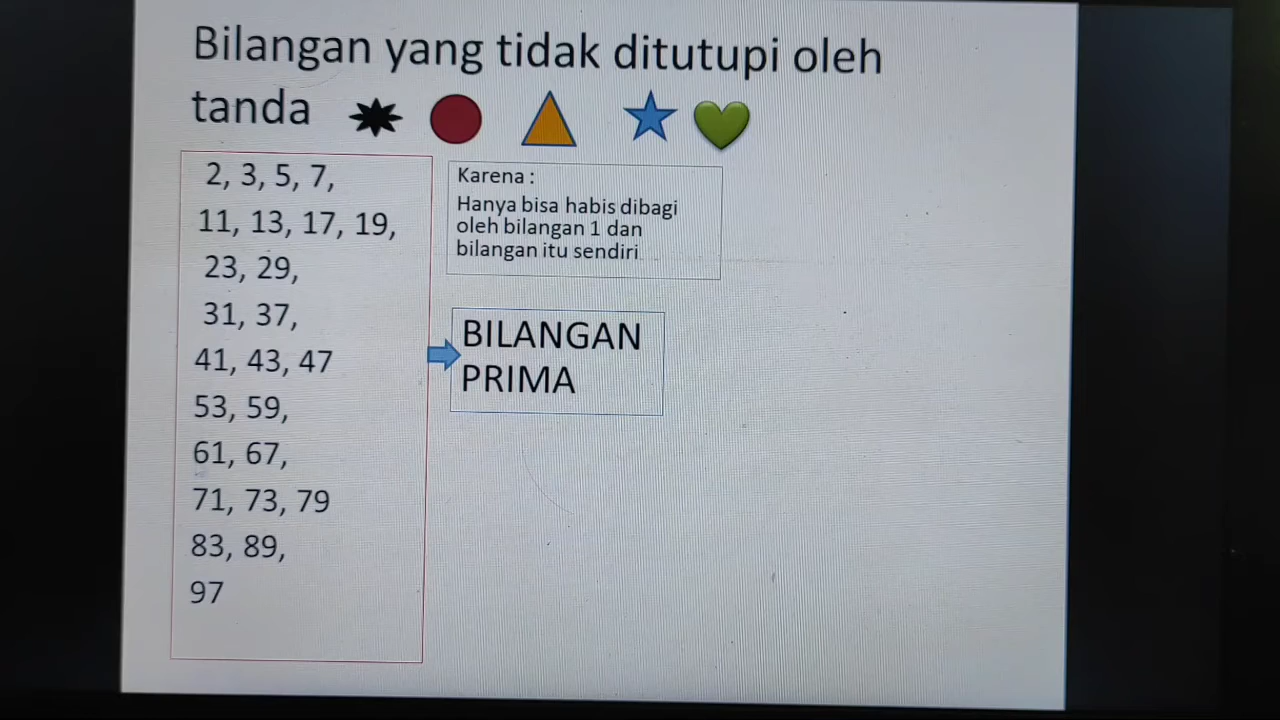 Bilangan yang tidak ditutupi oleh
tanda
2, 3, 5, 7,
11, 13, 17, 19,
23, 29,
31, 37,
41, 43, 47
53, 59,
61, 67,
71, 73, 79
83, 89,
97
Karena :
Hanya bisa habis dibagi
oleh bilangan 1 dan
bilangan itu sendiri
BILANGAN
PRIMA